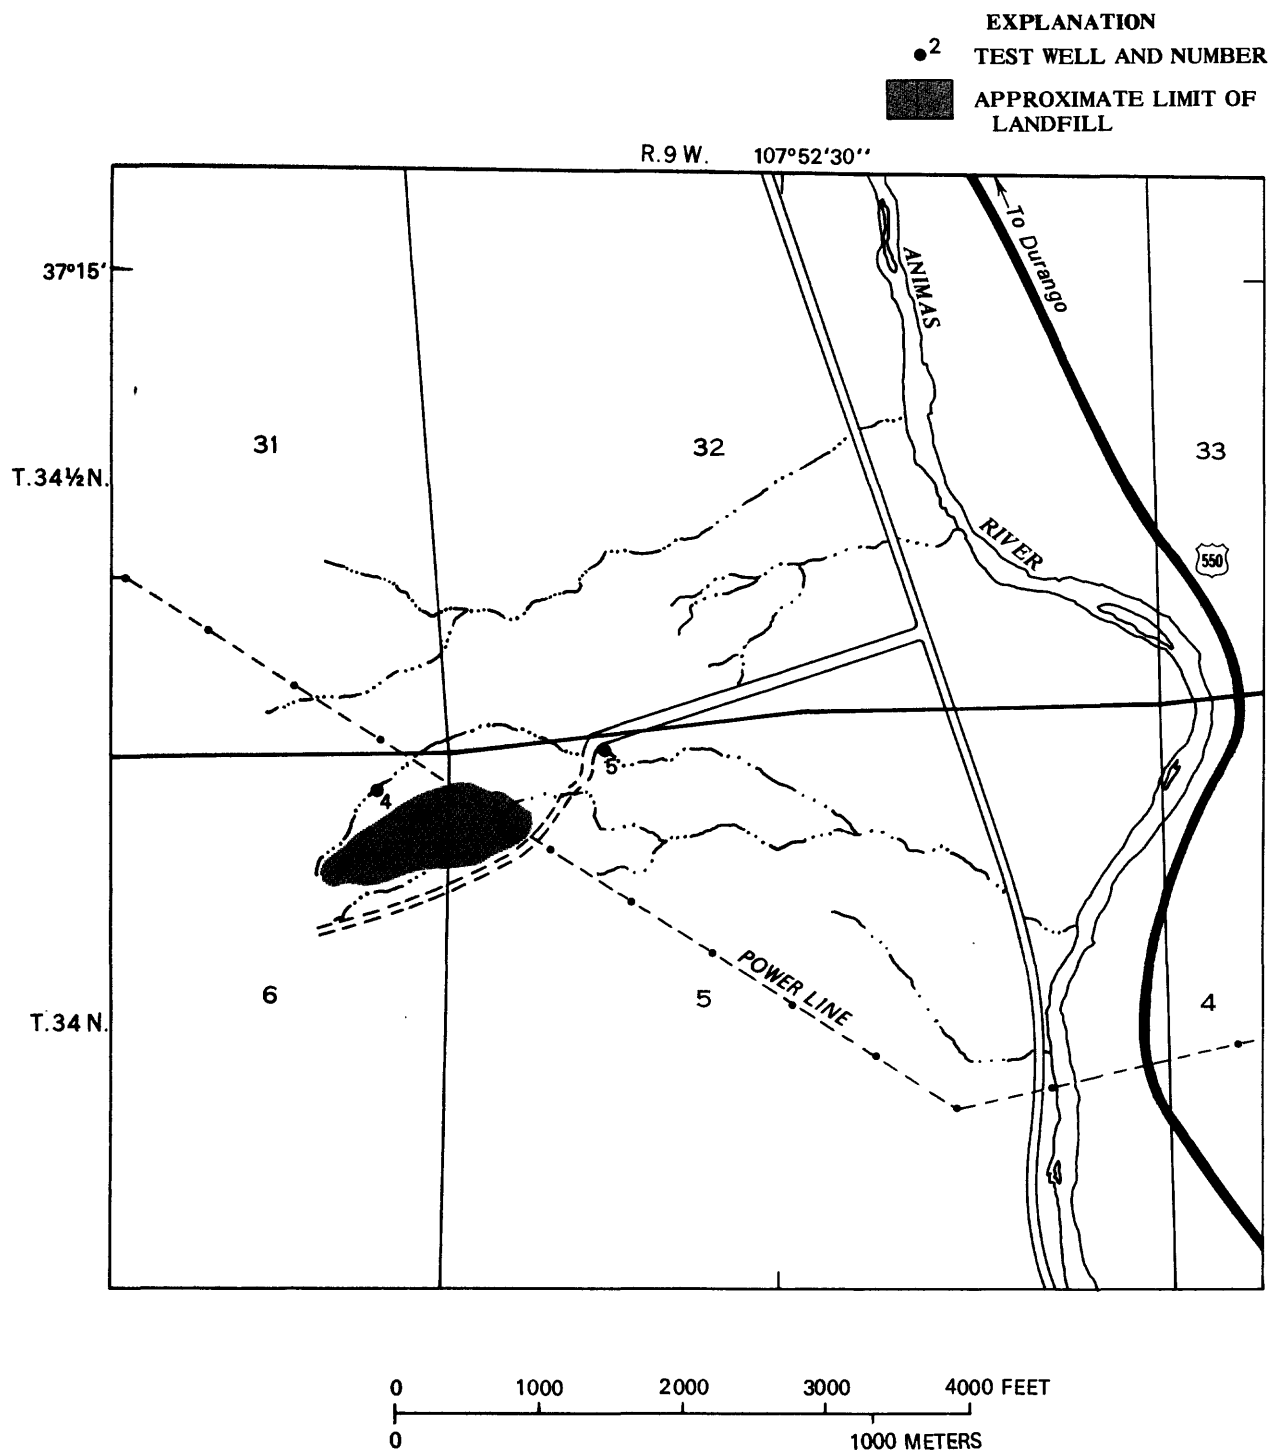 EXPLANATION
●2 TEST WELL AND NUMBER
APPROXIMATE LIMIT OF
LANDFILL
R.9 W. 107°52'30''
To Durango
37°15'
ANIMAS
31
32
33
T.34½N.
RIVER
550
5
4
POWER LINE
6
5
4
T.34 N.
0 1000 2000 3000 4000 FEET
0 1000 METERS